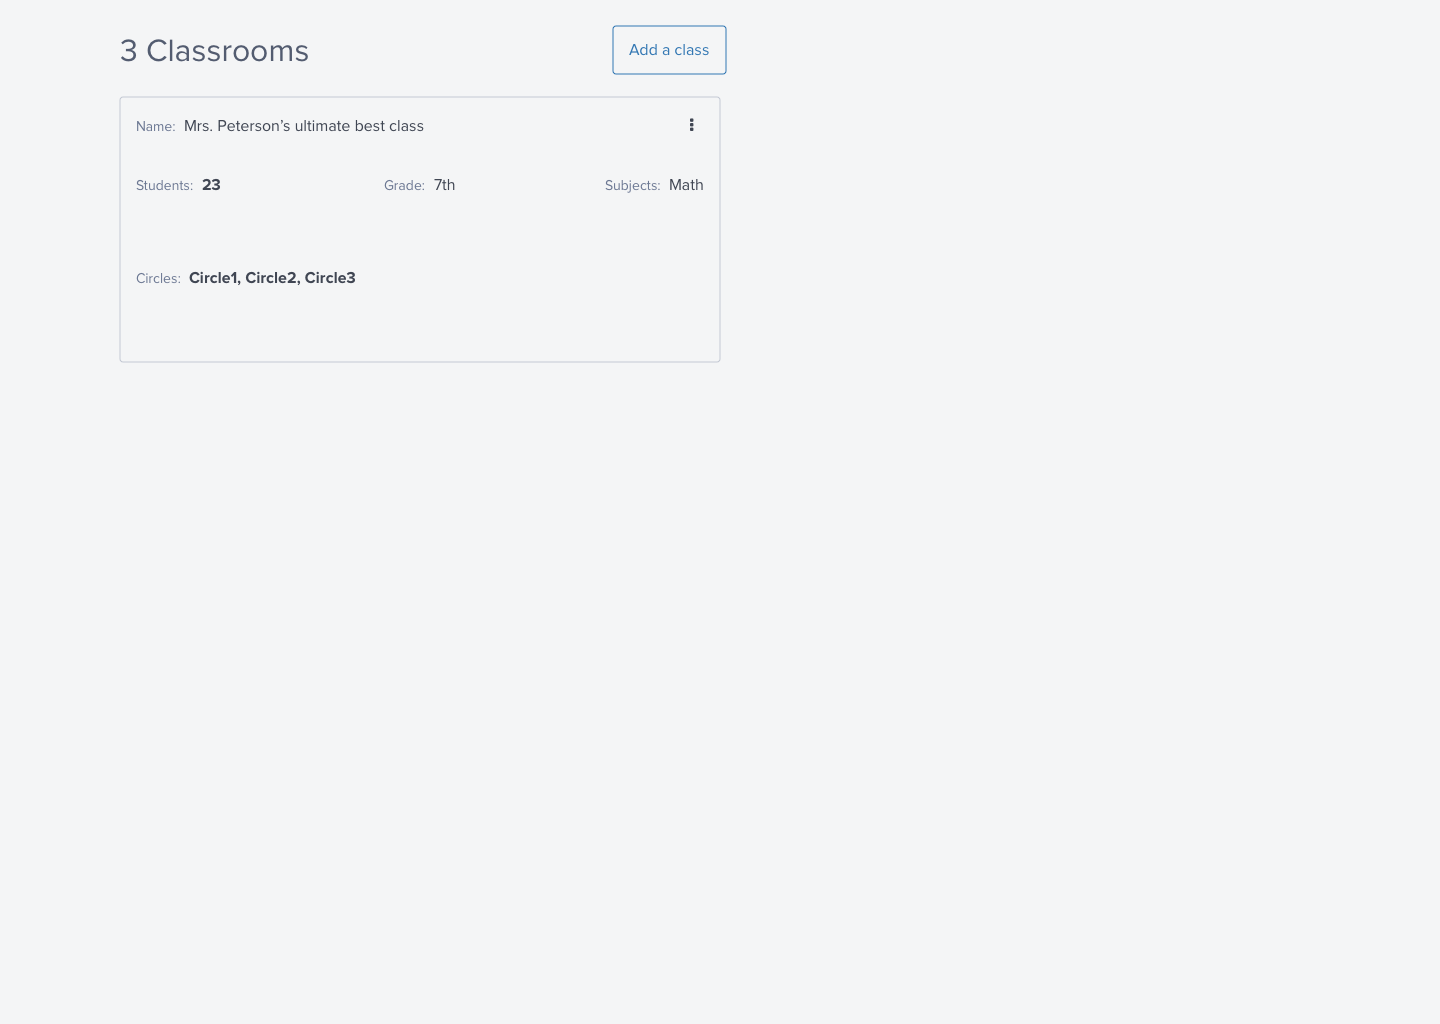 3 Classrooms
Add a class
Name: Mrs. Peterson’s ultimate best class
Students: 23 Grade: 7th Subjects: Math
Circles: Circle1, Circle2, Circle3